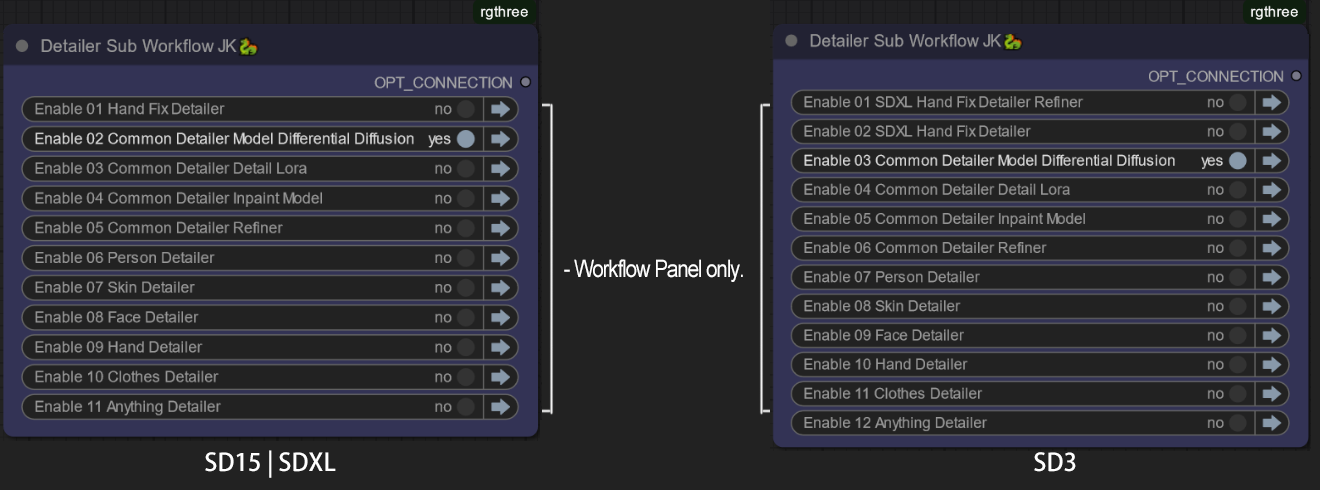 rgthree
Detailer Sub Workflow JK🐉
OPT_CONNECTION
Enable 01 Hand Fix Detailer no
Enable 02 Common Detailer Model Differential Diffusion yes
Enable 03 Common Detailer Detail Lora no
Enable 04 Common Detailer Inpaint Model no
Enable 05 Common Detailer Refiner no
Enable 06 Person Detailer no
Enable 07 Skin Detailer no
Enable 08 Face Detailer no
Enable 09 Hand Detailer no
Enable 10 Clothes Detailer no
Enable 11 Anything Detailer no
SD15 | SDXL
- Workflow Panel only.
rgthree
Detailer Sub Workflow JK🐉
OPT_CONNECTION
Enable 01 SDXL Hand Fix Detailer Refiner no
Enable 02 SDXL Hand Fix Detailer no
Enable 03 Common Detailer Model Differential Diffusion yes
Enable 04 Common Detailer Detail Lora no
Enable 05 Common Detailer Inpaint Model no
Enable 06 Common Detailer Refiner no
Enable 07 Person Detailer no
Enable 08 Skin Detailer no
Enable 09 Face Detailer no
Enable 10 Hand Detailer no
Enable 11 Clothes Detailer no
Enable 12 Anything Detailer no
SD3